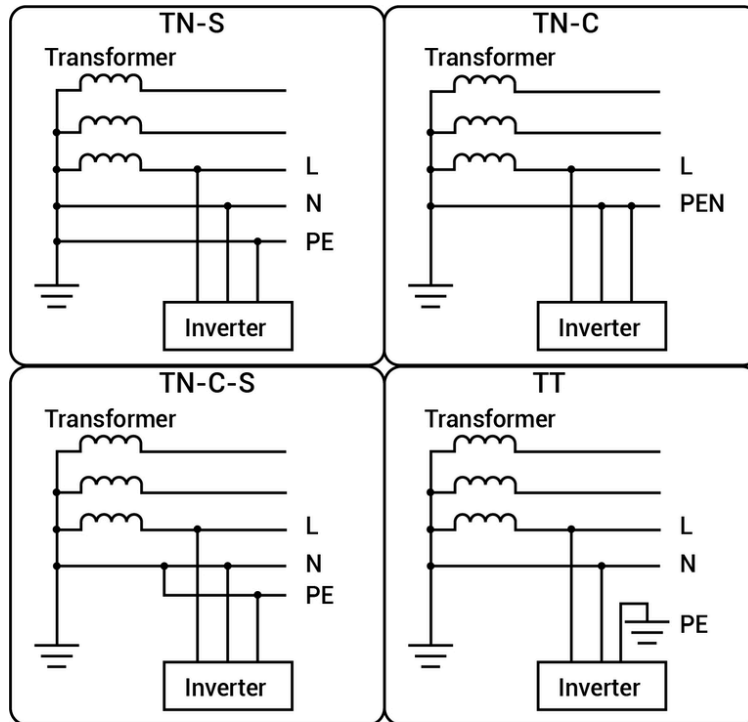 TN-S
Transformer
L
N
PE
Inverter
TN-C
Transformer
L
PEN
Inverter
TN-C-S
Transformer
L
N
PE
Inverter
TT
Transformer
L
N
PE
Inverter